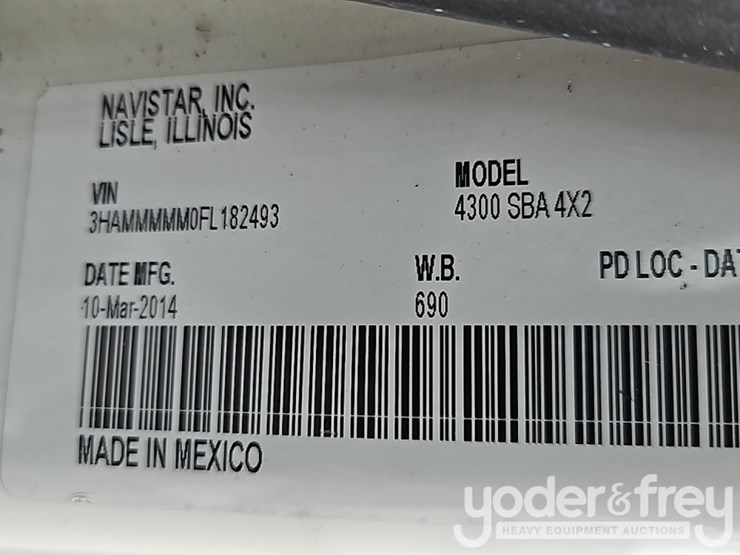 NAVISTAR, INC.
LISLE, ILLINOIS
VIN
3HAMMMMM0FL182493
MODEL
4300 SBA 4X2
DATE MFG.
10-Mar-2014
W.B.
690
PD LOC - DAT
MADE IN MEXICO
yoder&frey
HEAVY EQUIPMENT AUCTIONS